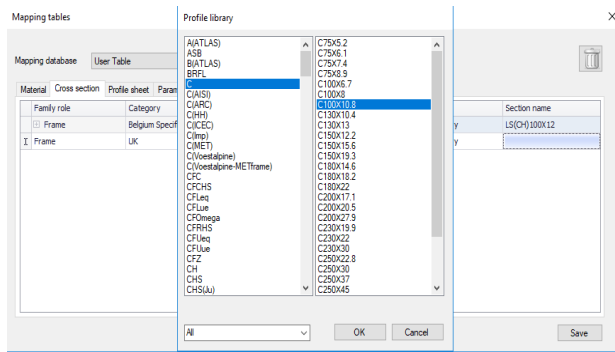 Mapping tables
Mapping database User Table
Material Cross section Profile sheet Param
Family role Category
Frame Belgium Specif
Frame UK
Profile library
A(ATLAS)
ASB
B(ATLAS)
BRFL
C
C(AISI)
C(ARC)
C(HH)
C(ICEC)
C(Imp)
C(MET)
C(Voestalpine)
C(Voestalpine-METframe)
CFC
CFCHS
CFLeq
CFLue
CFOmega
CFRHS
CFUeq
CFUue
CFZ
CH
CHS
CHS(Ju)
C75X5.2
C75X6.1
C75X7.4
C75X8.9
C100X6.7
C100X8
C100X10.8
C130X10.4
C130X13
C150X12.2
C150X15.6
C150X19.3
C180X14.6
C180X18.2
C180X22
C200X17.1
C200X20.5
C200X27.9
C230X19.9
C230X22
C230X30
C250X22.8
C250X30
C250X37
C250X45
All
OK Cancel
Section name
y LS(CH)100X12
y
Save